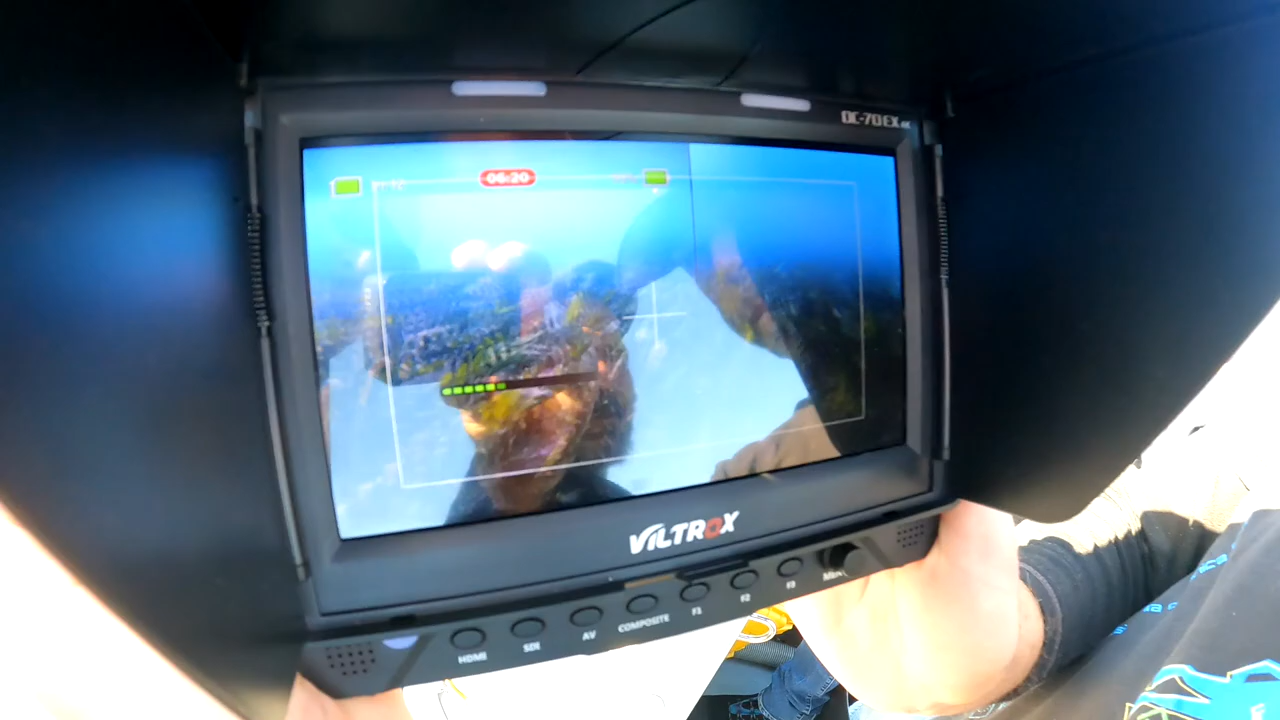 DC-70EX
06:20
VILTROX
HDMI
SDI
AV
COMPOSITE
F1
F2
F3